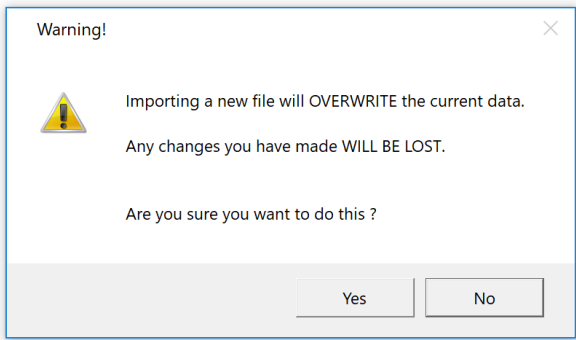 Warning!
Importing a new file will OVERWRITE the current data.
Any changes you have made WILL BE LOST.
Are you sure you want to do this ?
Yes
No